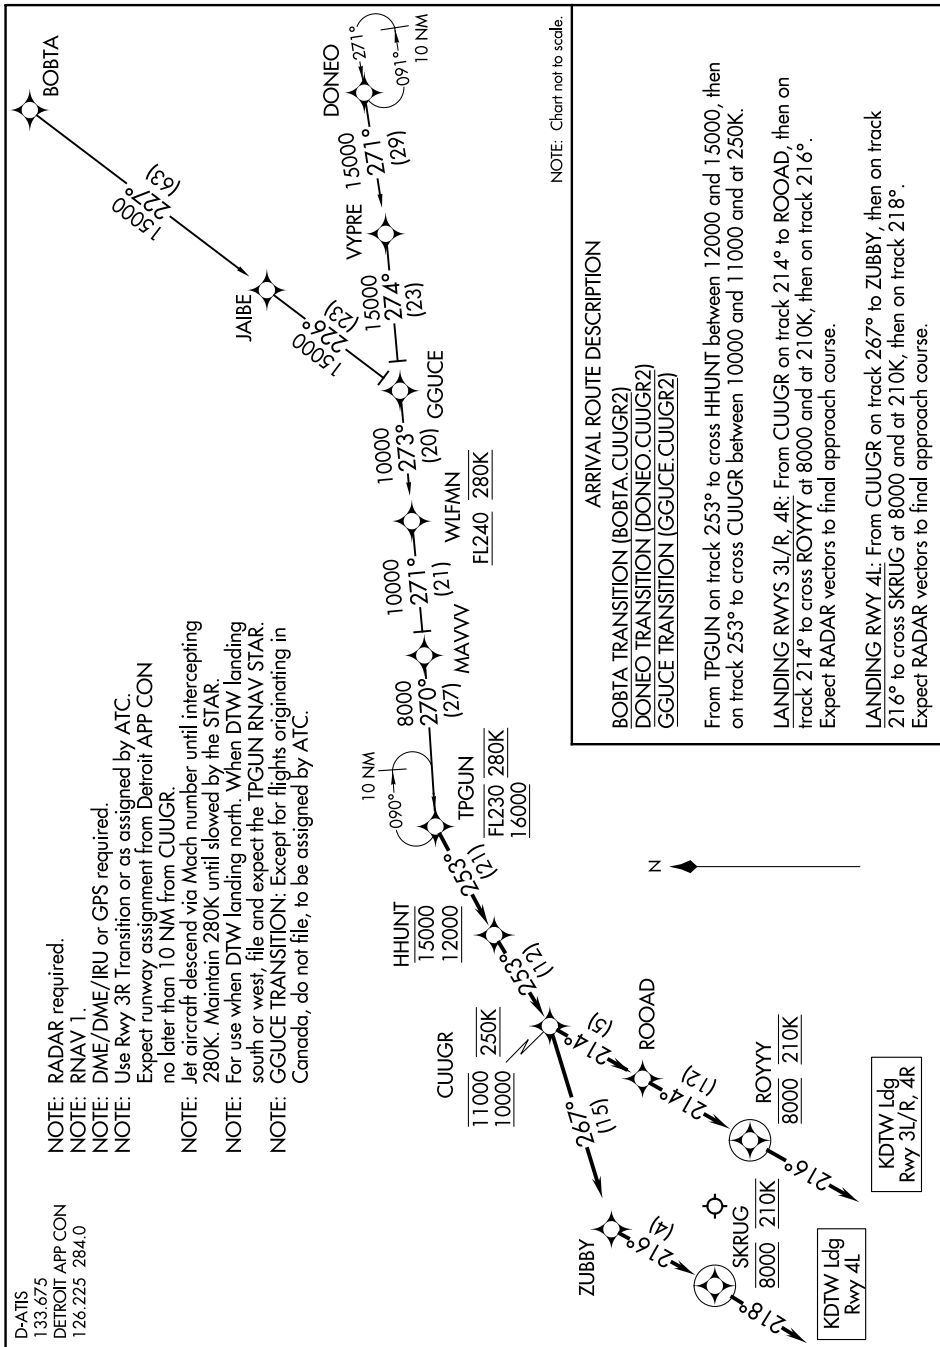 D-ATIS
133.675
DETROIT APP CON
126.225 284.0
NOTE: RADAR required.
NOTE: RNAV 1.
NOTE: DME/DME/IRU or GPS required.
NOTE: Use Rwy 3R Transition or as assigned by ATC.
Expect runway assignment from Detroit APP CON
no later than 10 NM from CUUGR.
NOTE: Jet aircraft descend via Mach number until intercepting
280K. Maintain 280K until slowed by the STAR.
NOTE: For use when DTW landing north. When DTW landing
south or west, file and expect the TPGUN RNAV STAR.
NOTE: GGUCE TRANSITION: Except for flights originating in
Canada, do not file, to be assigned by ATC.
BOBTA
15000
227°
(63)
JAIBE
15000
226°
(23)
DONEO
271°
091°
10 NM
15000
271°
(29)
VYPRE
15000
274°
(23)
GGUCE
10000
273°
(20)
WLFMN
FL240 280K
10000
271°
(21)
MAVVV
8000
270°
(27)
10 NM
090°
TPGUN
FL230 280K
16000
253°
(21)
HHUNT
15000
12000
253°
(12)
CUUGR
11000 250K
10000
214°
(5)
ROOAD
214°
(12)
ROYYY
8000 210K
216°
KDTW Ldg
Rwy 3L/R, 4R
267°
(15)
ZUBBY
216°
(4)
SKRUG
8000 210K
218°
KDTW Ldg
Rwy 4L
N
NOTE: Chart not to scale.
ARRIVAL ROUTE DESCRIPTION
BOBTA TRANSITION (BOBTA.CUUGR2)
DONEO TRANSITION (DONEO.CUUGR2)
GGUCE TRANSITION (GGUCE.CUUGR2)
From TPGUN on track 253° to cross HHUNT between 12000 and 15000, then
on track 253° to cross CUUGR between 10000 and 11000 and at 250K.
LANDING RWYS 3L/R, 4R: From CUUGR on track 214° to ROOAD, then on
track 214° to cross ROYYY at 8000 and at 210K, then on track 216°.
Expect RADAR vectors to final approach course.
LANDING RWY 4L: From CUUGR on track 267° to ZUBBY, then on track
216° to cross SKRUG at 8000 and at 210K, then on track 218°.
Expect RADAR vectors to final approach course.